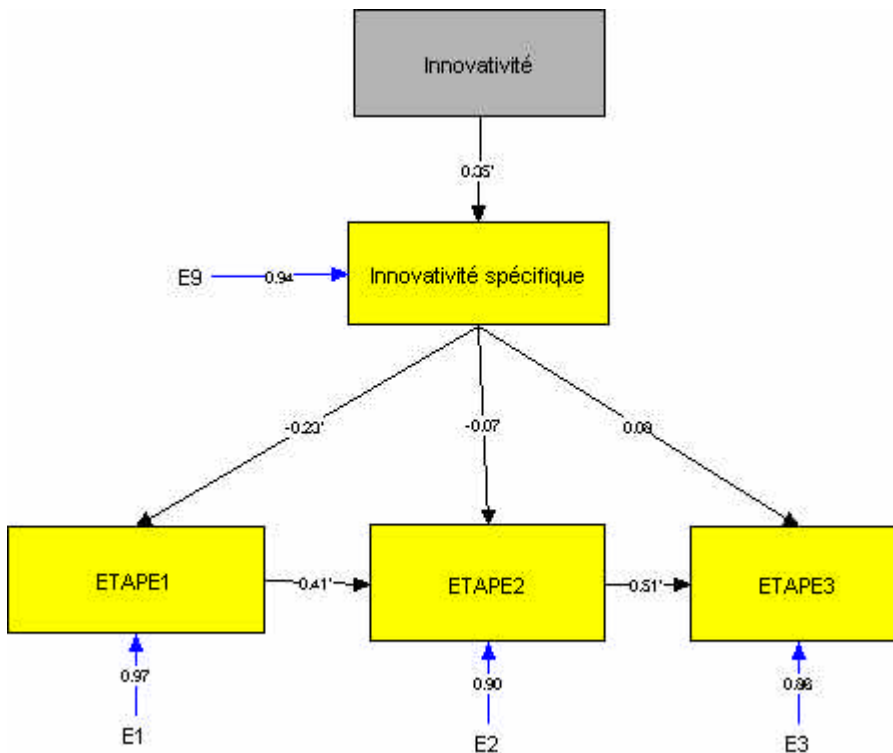 Innovativité
0.35*
Innovativité spécifique
E9
0.94
-0.23*
-0.07
0.08
ETAPE1
0.41*
ETAPE2
0.51*
ETAPE3
0.97
0.90
0.86
E1
E2
E3